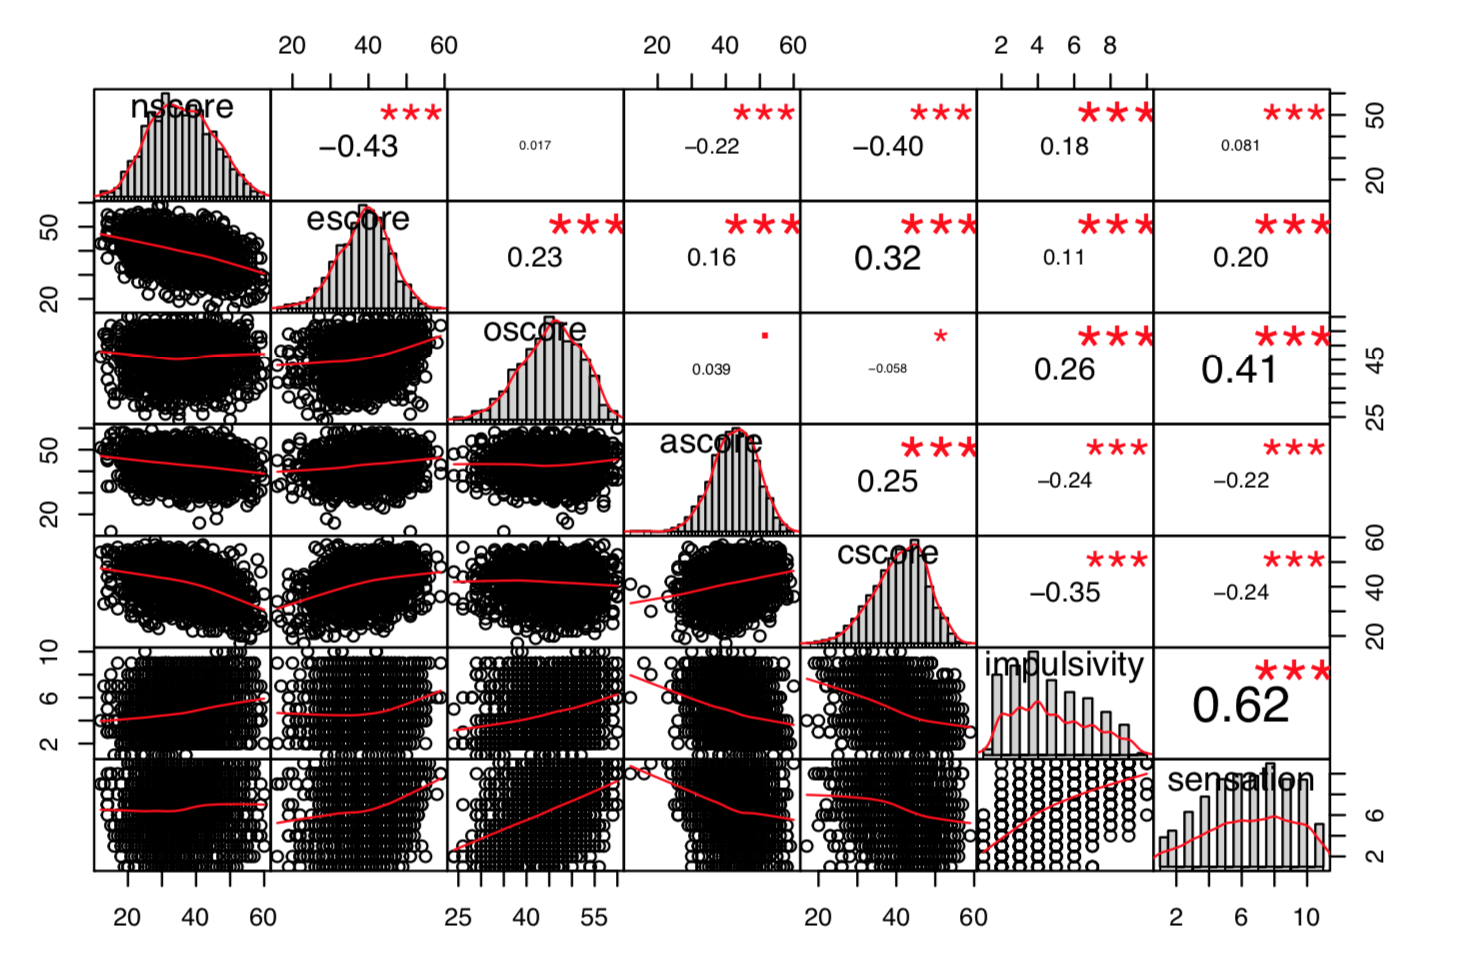 20 40 60 20 40 60 2 4 6 8
nscore *** *** *** *** ***
−0.43 0.017 −0.22 −0.40 0.18 0.081
50
20
escore *** *** *** *** ***
0.23 0.16 0.32 0.11 0.20
50
20
oscore . * *** ***
0.039 −0.058 0.26 0.41
45
25
ascore *** *** ***
0.25 −0.24 −0.22
50
20
cscore *** ***
−0.35 −0.24
60
40
20
impulsivity ***
0.62
10
6
2
sensation
6
2
20 40 60 25 40 55 20 40 60 2 6 10